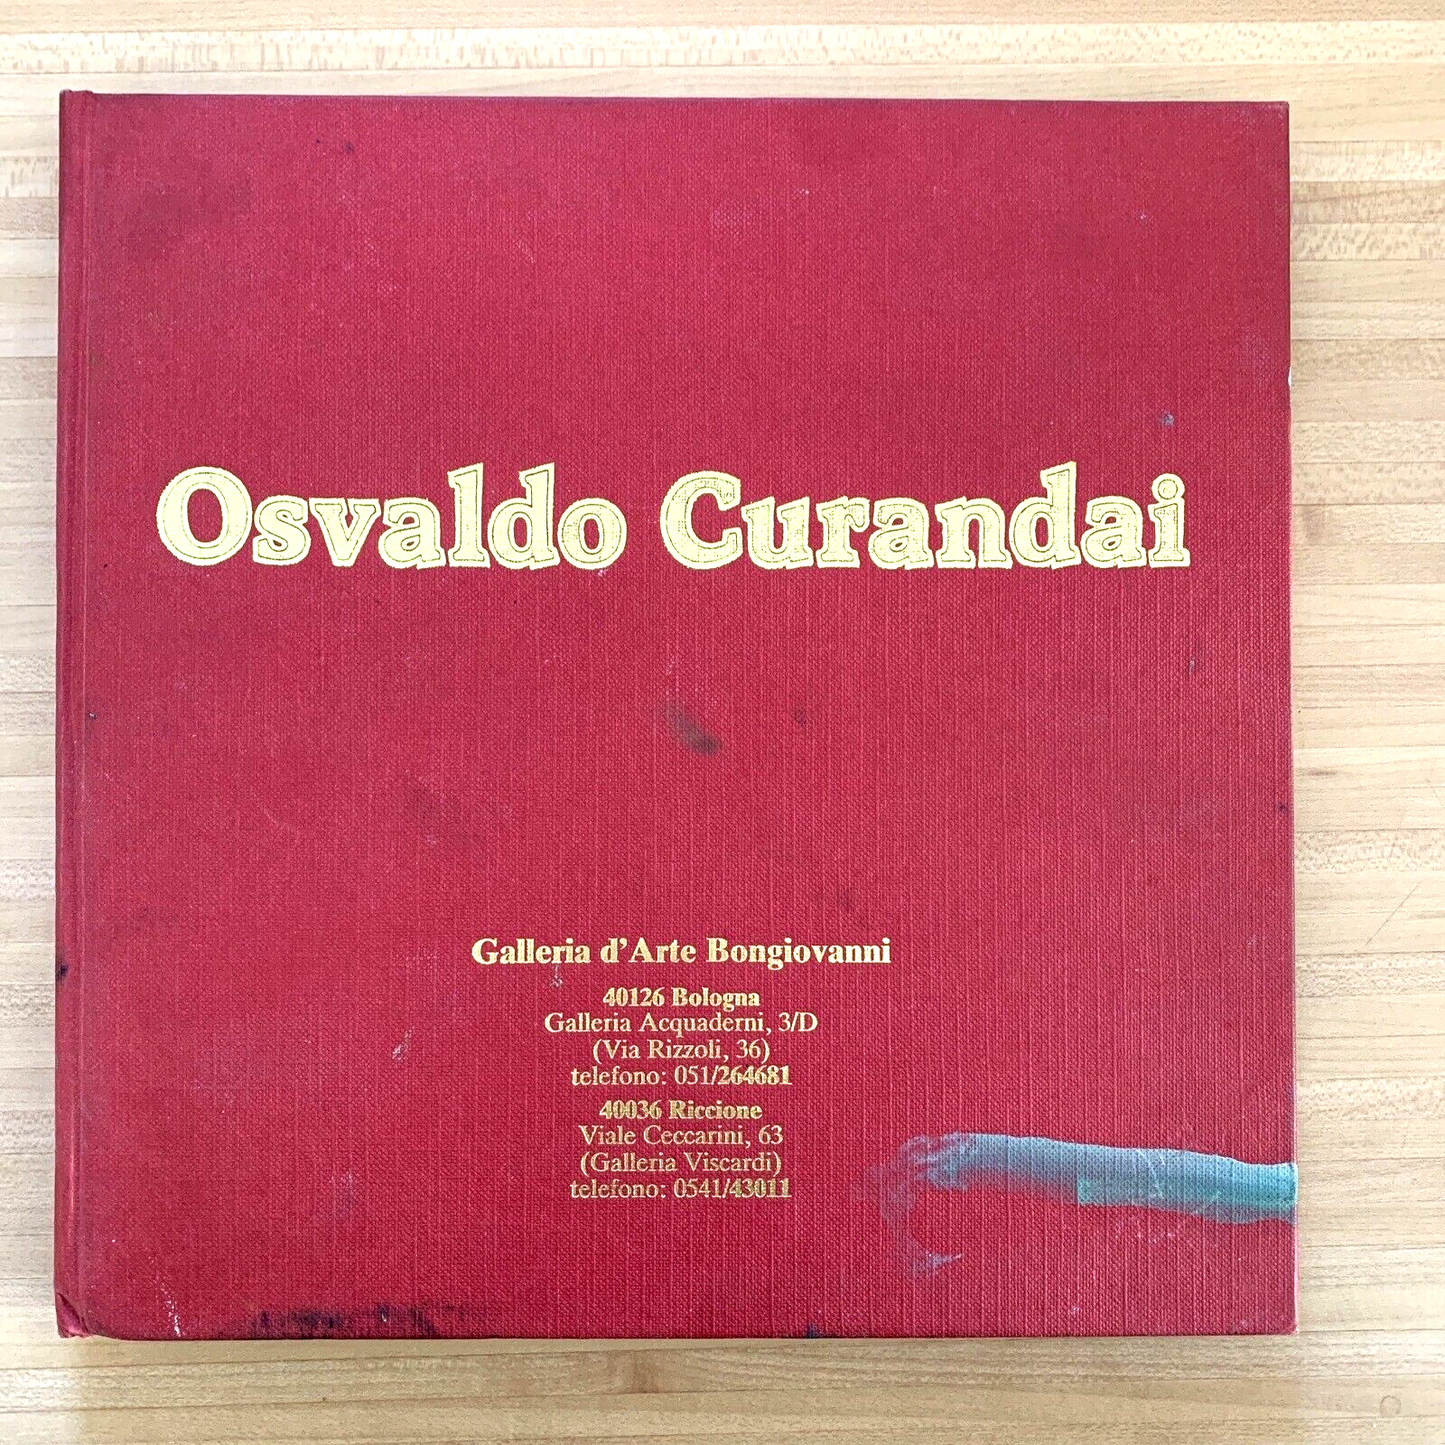 Osvaldo Curandai
Galleria d'Arte Bongiovanni
40126 Bologna
Galleria Acquaderni, 3/D
(Via Rizzoli, 36)
telefono: 051/264681
40036 Riccione
Viale Ceccarini, 63
(Galleria Viscardi)
telefono: 0541/43011